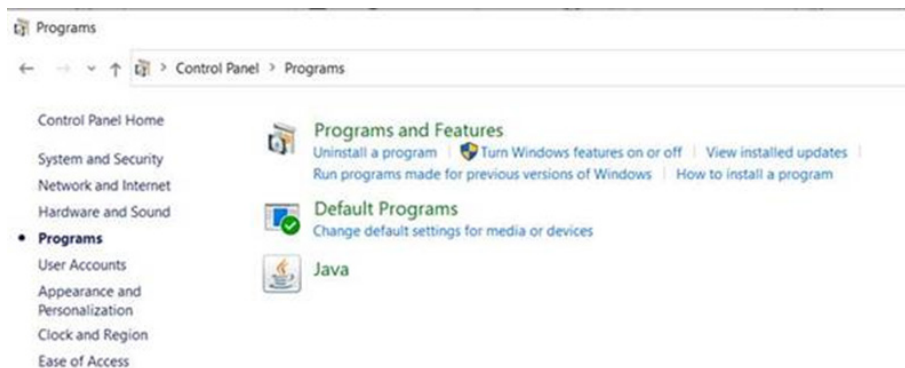 Programs
Control Panel > Programs
Control Panel Home
System and Security
Network and Internet
Hardware and Sound
Programs
User Accounts
Appearance and
Personalization
Clock and Region
Ease of Access
Programs and Features
Uninstall a program | Turn Windows features on or off | View installed updates |
Run programs made for previous versions of Windows | How to install a program
Default Programs
Change default settings for media or devices
Java